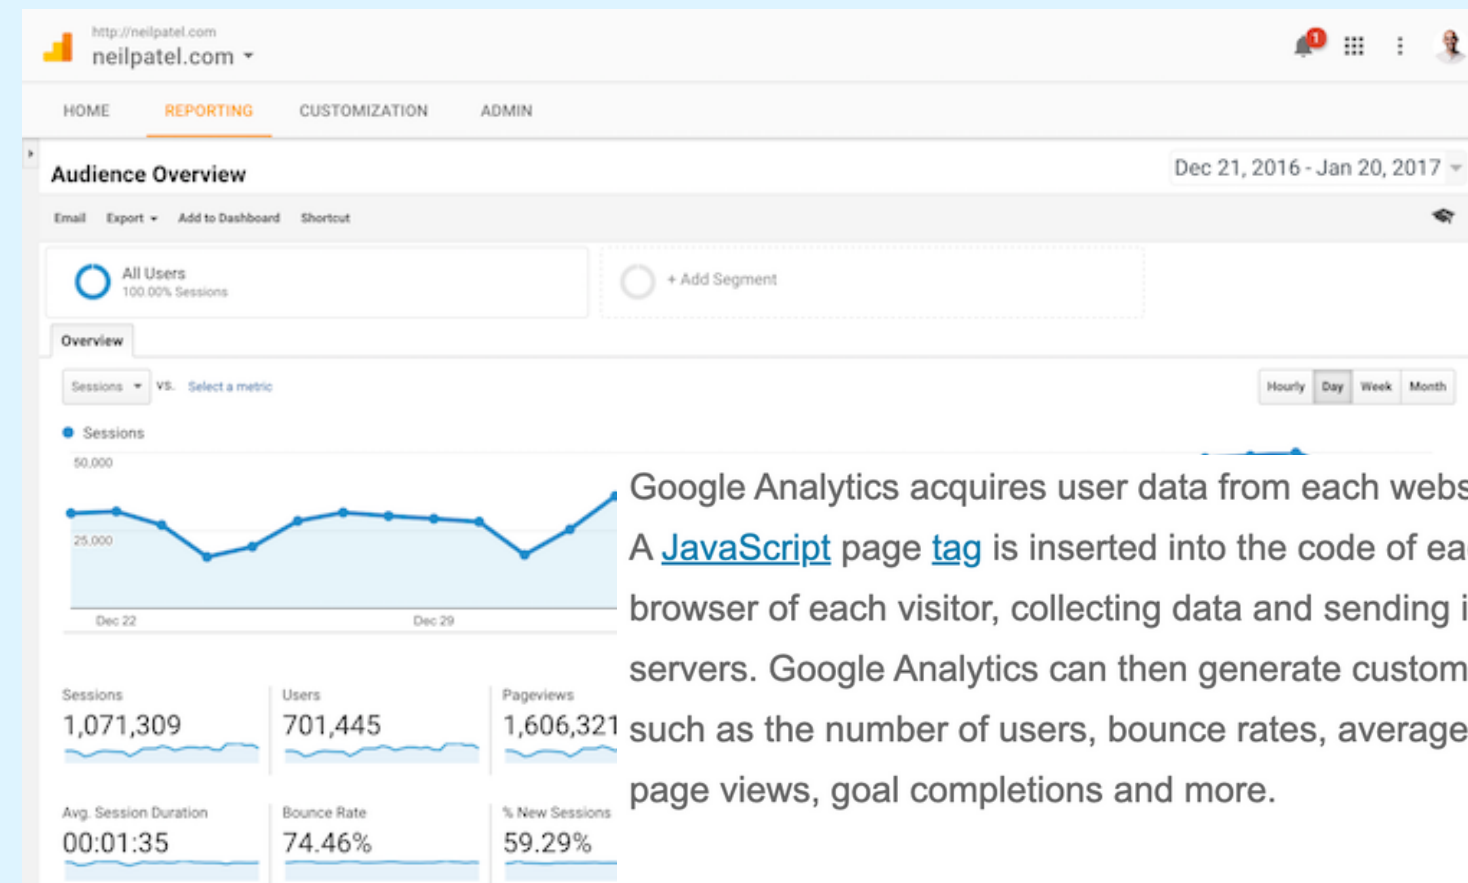 http://neilpatel.com
neilpatel.com
1
HOME REPORTING CUSTOMIZATION ADMIN
Audience Overview
Dec 21, 2016 - Jan 20, 2017
Email Export Add to Dashboard Shortcut
All Users
100.00% Sessions
+ Add Segment
Overview
Sessions VS. Select a metric
Hourly Day Week Month
Sessions
50,000
25,000
Dec 22 Dec 29
Google Analytics acquires user data from each webs
A JavaScript page tag is inserted into the code of ea
browser of each visitor, collecting data and sending i
servers. Google Analytics can then generate custom
such as the number of users, bounce rates, average
page views, goal completions and more.
Sessions Users Pageviews
1,071,309 701,445 1,606,321
Avg. Session Duration Bounce Rate % New Sessions
00:01:35 74.46% 59.29%